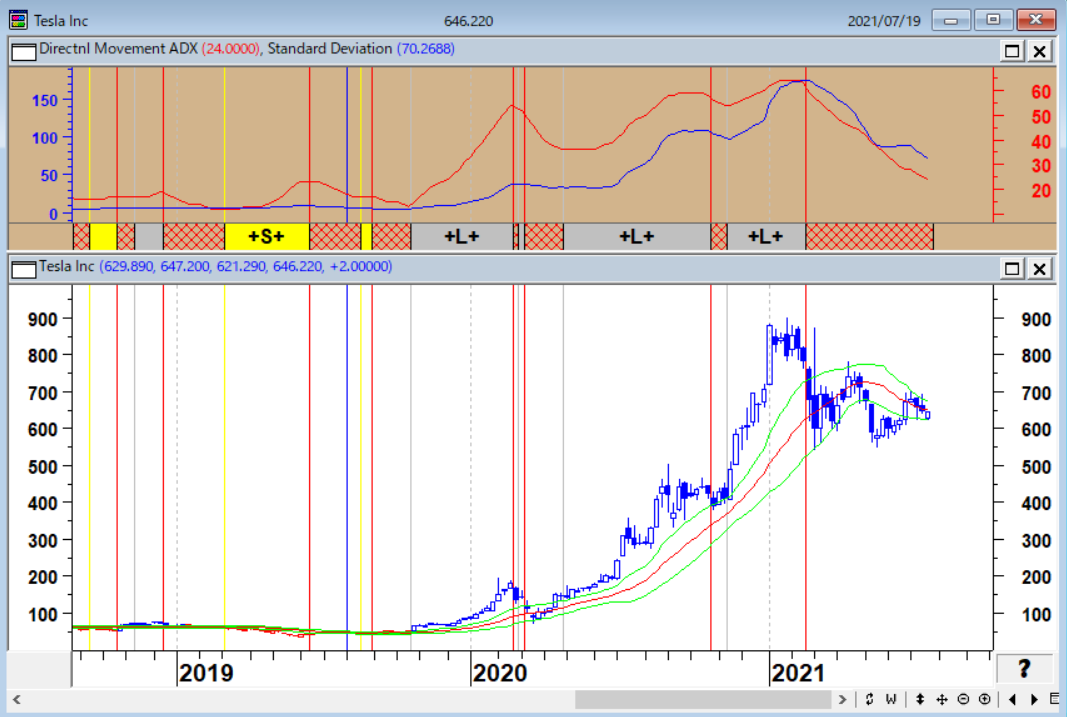 Tesla Inc 646.220 2021/07/19
Directnl Movement ADX (24.0000), Standard Deviation (70.2688)
150 60
50
100 40
30
50 20
0
+S+ +L+ +L+ +L+
Tesla Inc (629.890, 647.200, 621.290, 646.220, +2.00000)
900 900
800 800
700 700
600 600
500 500
400 400
300 300
200 200
100 100
2019 2020 2021 ?
W